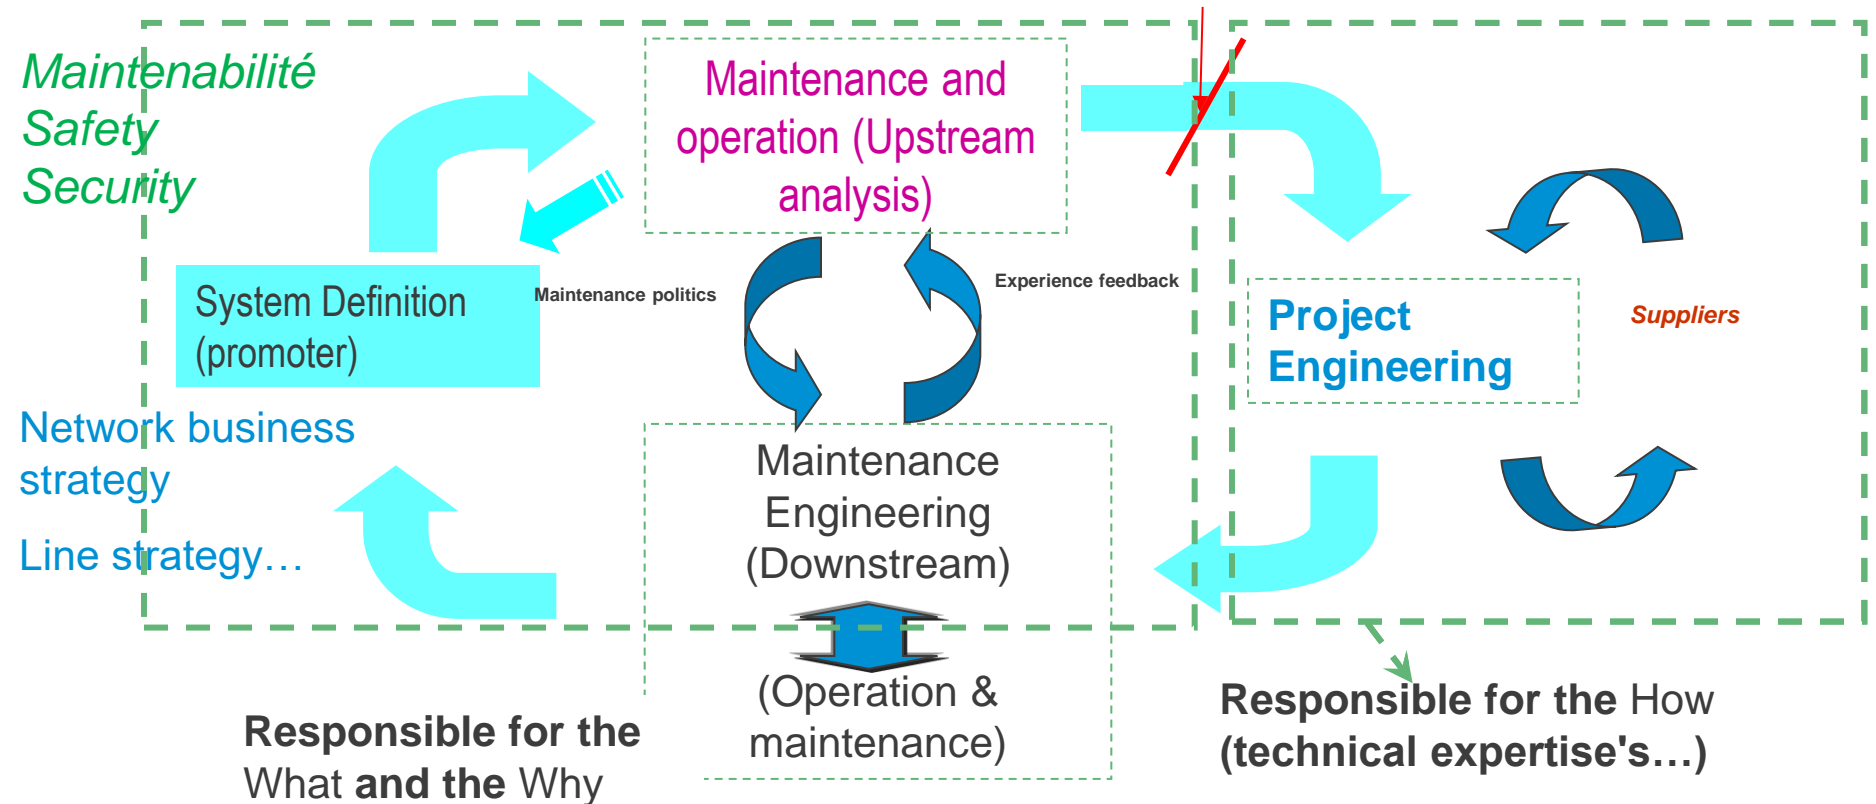 Maintenabilité
Safety
Security
Maintenance and
operation (Upstream
analysis)
System Definition
(promoter)
Maintenance politics
Experience feedback
Project
Engineering
Suppliers
Network business
strategy
Line strategy…
Maintenance
Engineering
(Downstream)
(Operation &
maintenance)
Responsible for the
What and the Why
Responsible for the How
(technical expertise's…)